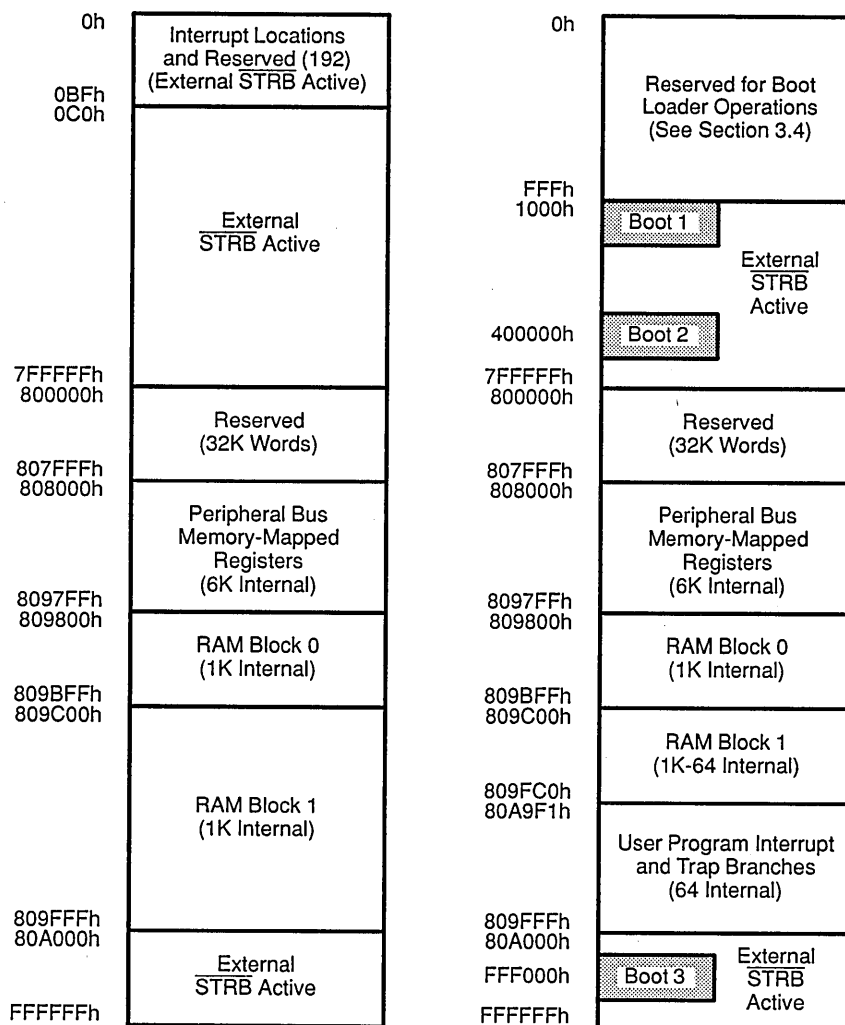 0h
Interrupt Locations
and Reserved (192)
(External STRB Active)
0BFh
0C0h
External
STRB Active
7FFFFFh
800000h
Reserved
(32K Words)
807FFFh
808000h
Peripheral Bus
Memory-Mapped
Registers
(6K Internal)
8097FFh
809800h
RAM Block 0
(1K Internal)
809BFFh
809C00h
RAM Block 1
(1K Internal)
809FFFh
80A000h
External
STRB Active
FFFFFFh
0h
Reserved for Boot
Loader Operations
(See Section 3.4)
FFFh
1000h
Boot 1
External
STRB
Active
400000h
Boot 2
7FFFFFh
800000h
Reserved
(32K Words)
807FFFh
808000h
Peripheral Bus
Memory-Mapped
Registers
(6K Internal)
8097FFh
809800h
RAM Block 0
(1K Internal)
809BFFh
809C00h
RAM Block 1
(1K-64 Internal)
809FC0h
80A9F1h
User Program Interrupt
and Trap Branches
(64 Internal)
809FFFh
80A000h
External
STRB
Active
FFF000h
Boot 3
FFFFFFh